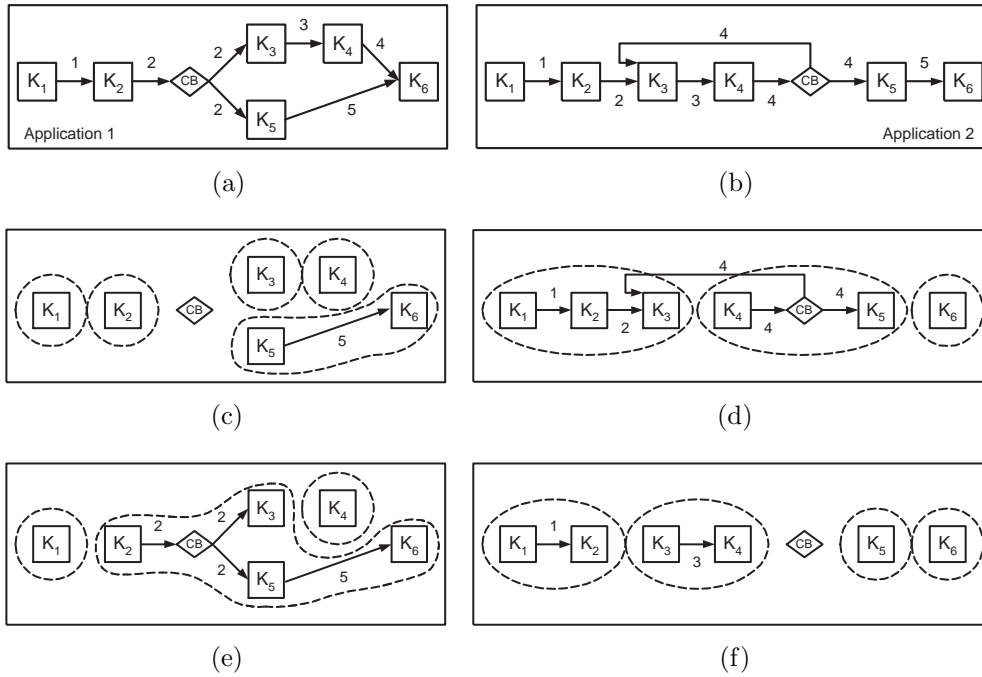 K1 1 K2 2 CB 2 K3 3 K4 4 K6
2 K5 5
Application 1
(a)
K1 1 K2 2 K3 3 K4 4 CB 4 K5 5 K6
4
Application 2
(b)
K1 K2 CB K3 K4 K6
K5 5
(c)
4
K1 1 K2 2 K3 K4 4 CB 4 K5 K6
(d)
K1 K2 2 CB 2 K3 K4 K6
2 K5 5
(e)
K1 1 K2 K3 3 K4 CB K5 K6
(f)